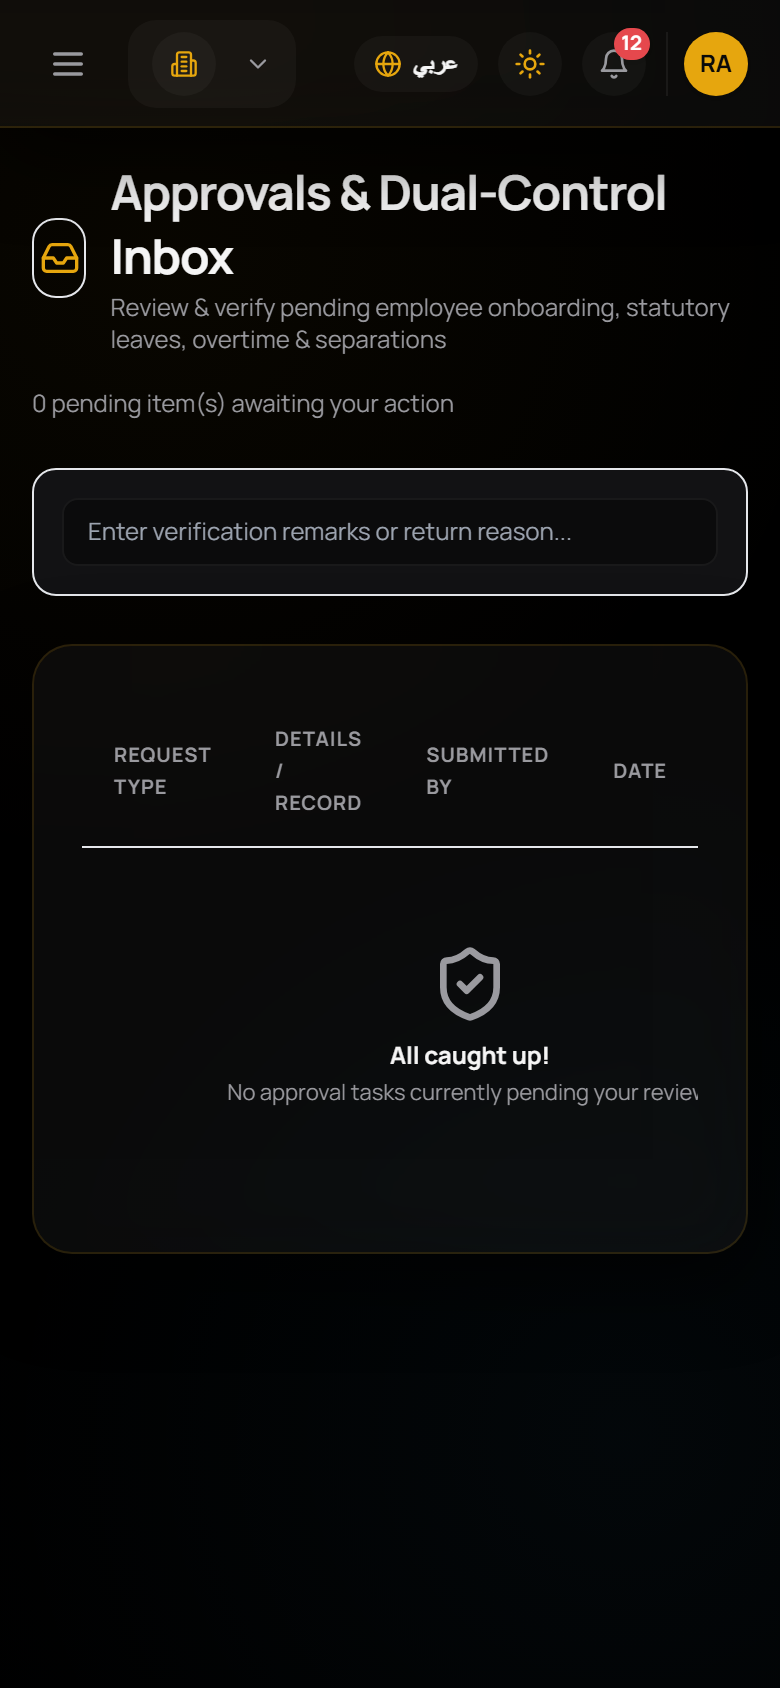 عربي
12
RA
Approvals & Dual-Control
Inbox
Review & verify pending employee onboarding, statutory
leaves, overtime & separations
0 pending item(s) awaiting your action
Enter verification remarks or return reason...
REQUEST TYPE
DETAILS / RECORD
SUBMITTED BY
DATE
All caught up!
No approval tasks currently pending your review